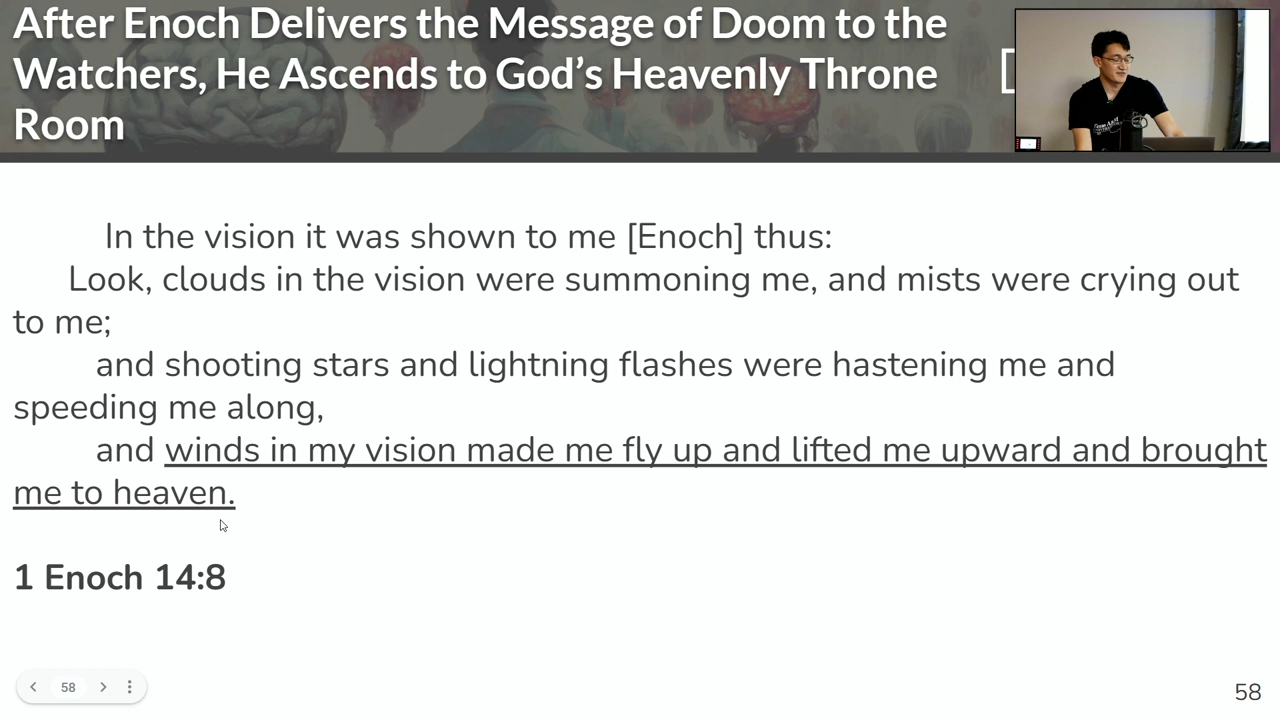 After Enoch Delivers the Message of Doom to the
Watchers, He Ascends to God’s Heavenly Throne
Room
In the vision it was shown to me [Enoch] thus:
Look, clouds in the vision were summoning me, and mists were crying out
to me;
and shooting stars and lightning flashes were hastening me and
speeding me along,
and winds in my vision made me fly up and lifted me upward and brought
me to heaven.
1 Enoch 14:8
58
58